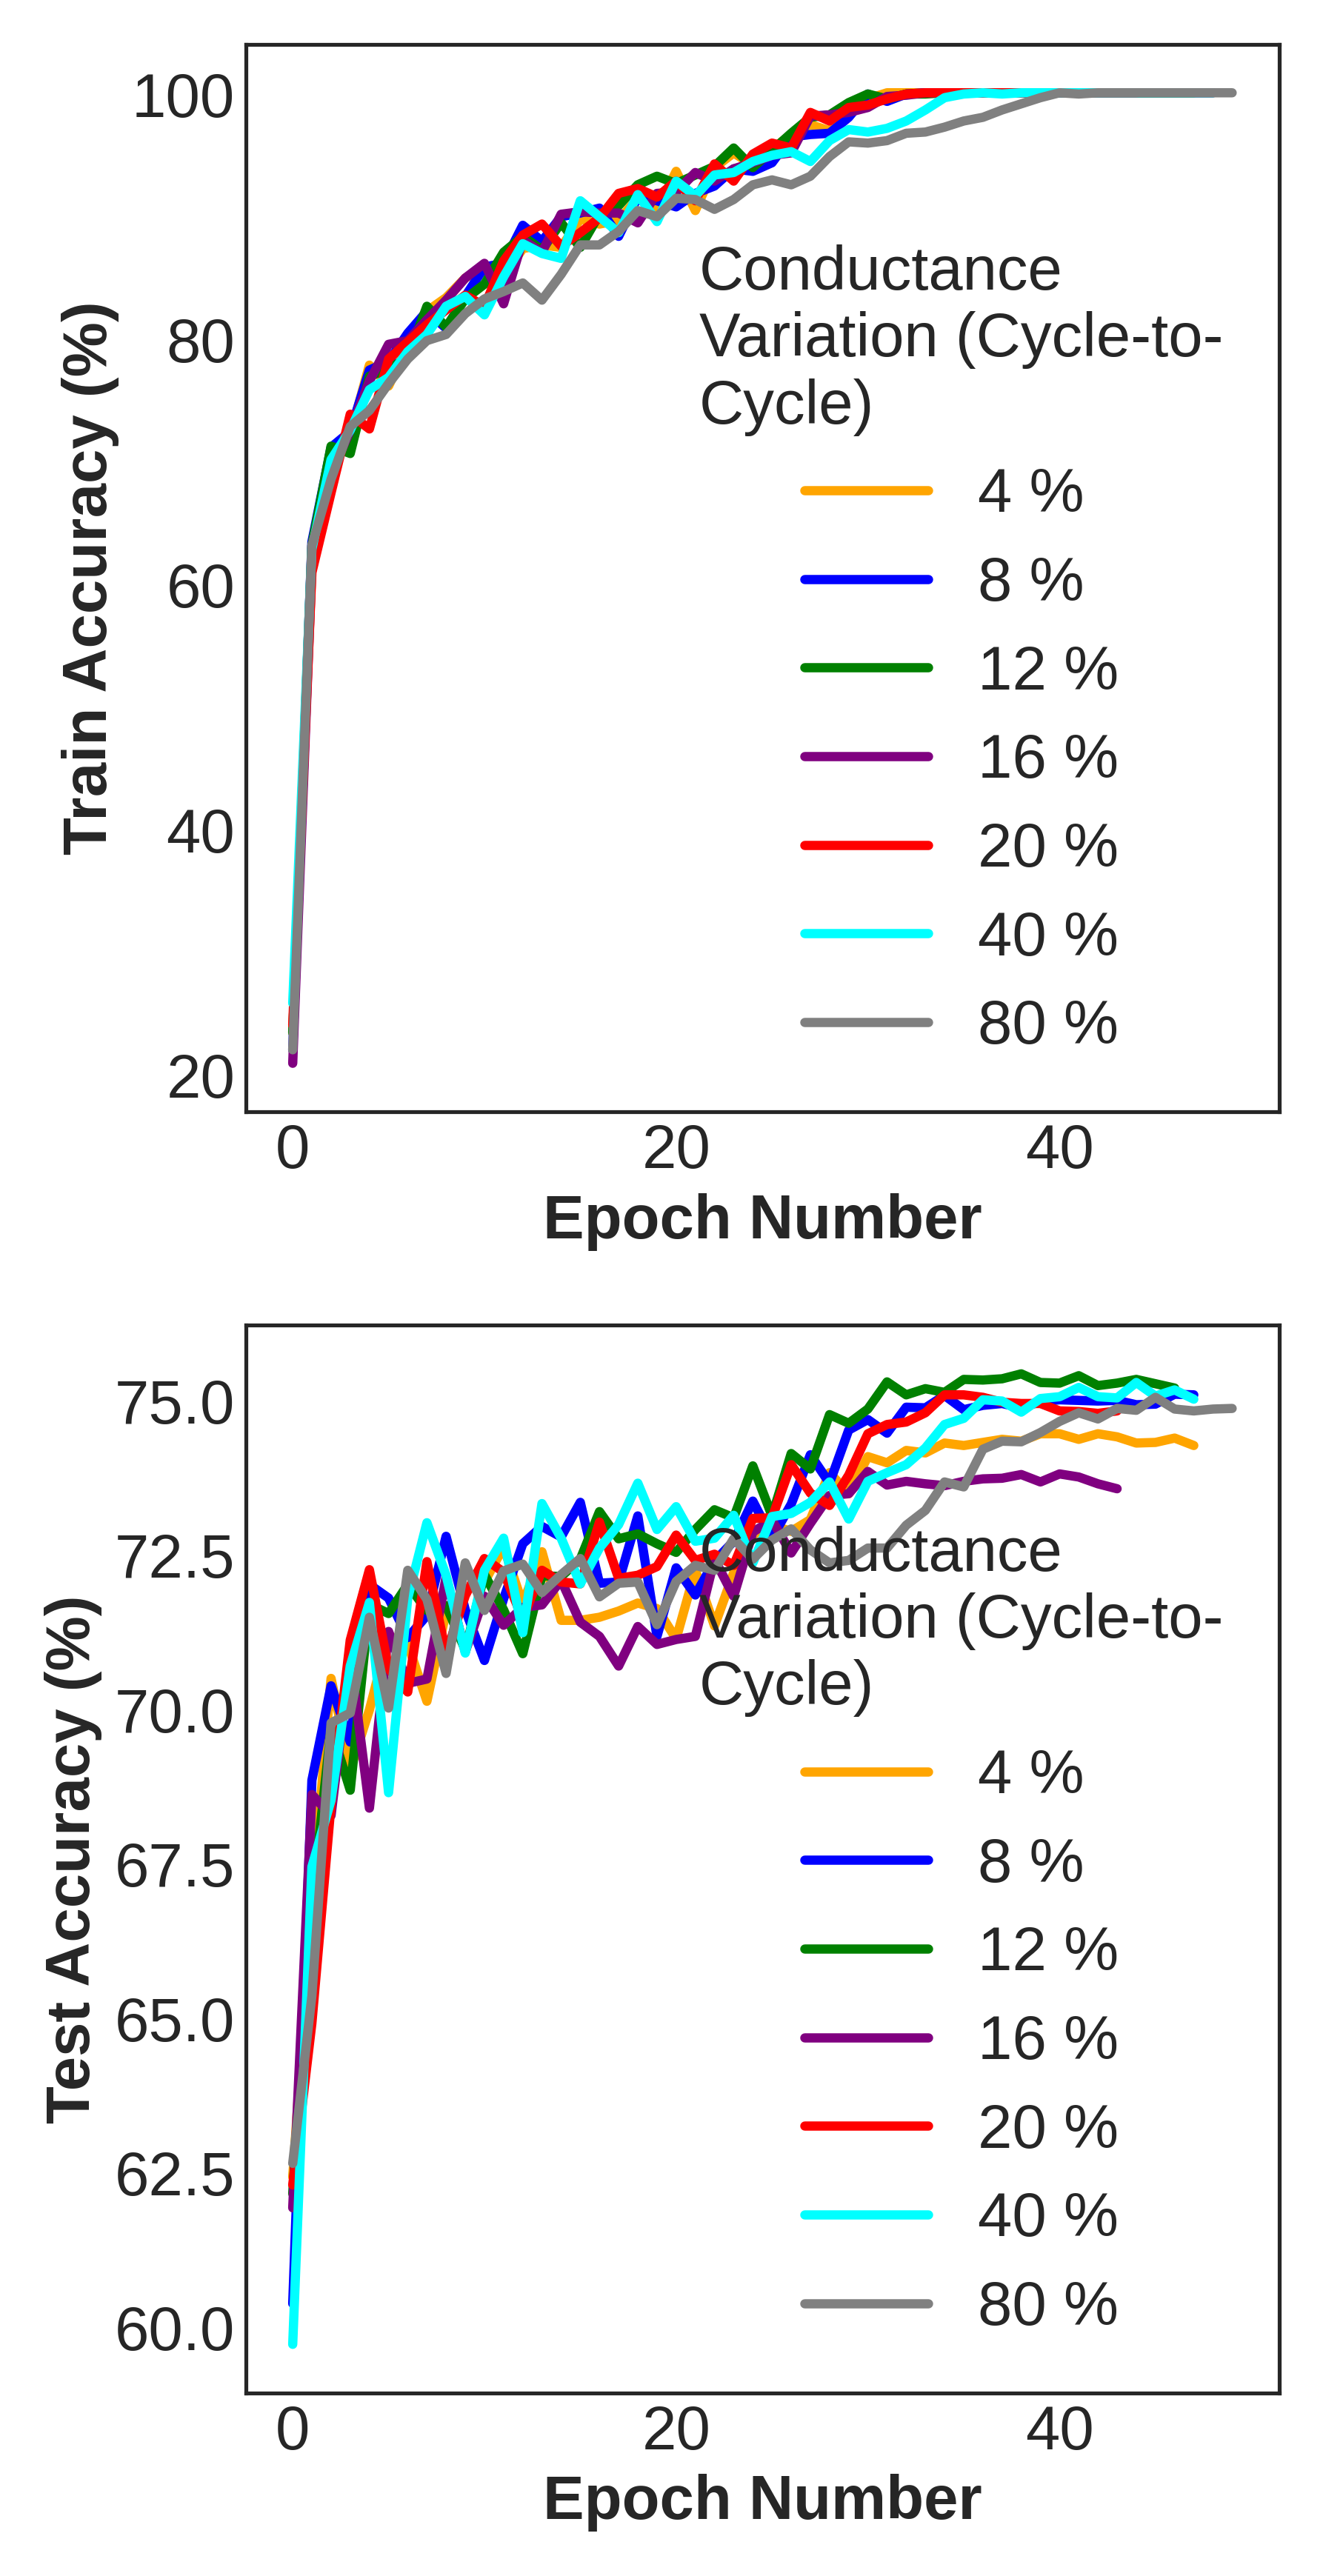 100
80
60
40
20
Train Accuracy (%)
Conductance
Variation (Cycle-to-
Cycle)
4 %
8 %
12 %
16 %
20 %
40 %
80 %
0 20 40
Epoch Number
75.0
72.5
70.0
67.5
65.0
62.5
60.0
Test Accuracy (%)
Conductance
Variation (Cycle-to-
Cycle)
4 %
8 %
12 %
16 %
20 %
40 %
80 %
0 20 40
Epoch Number